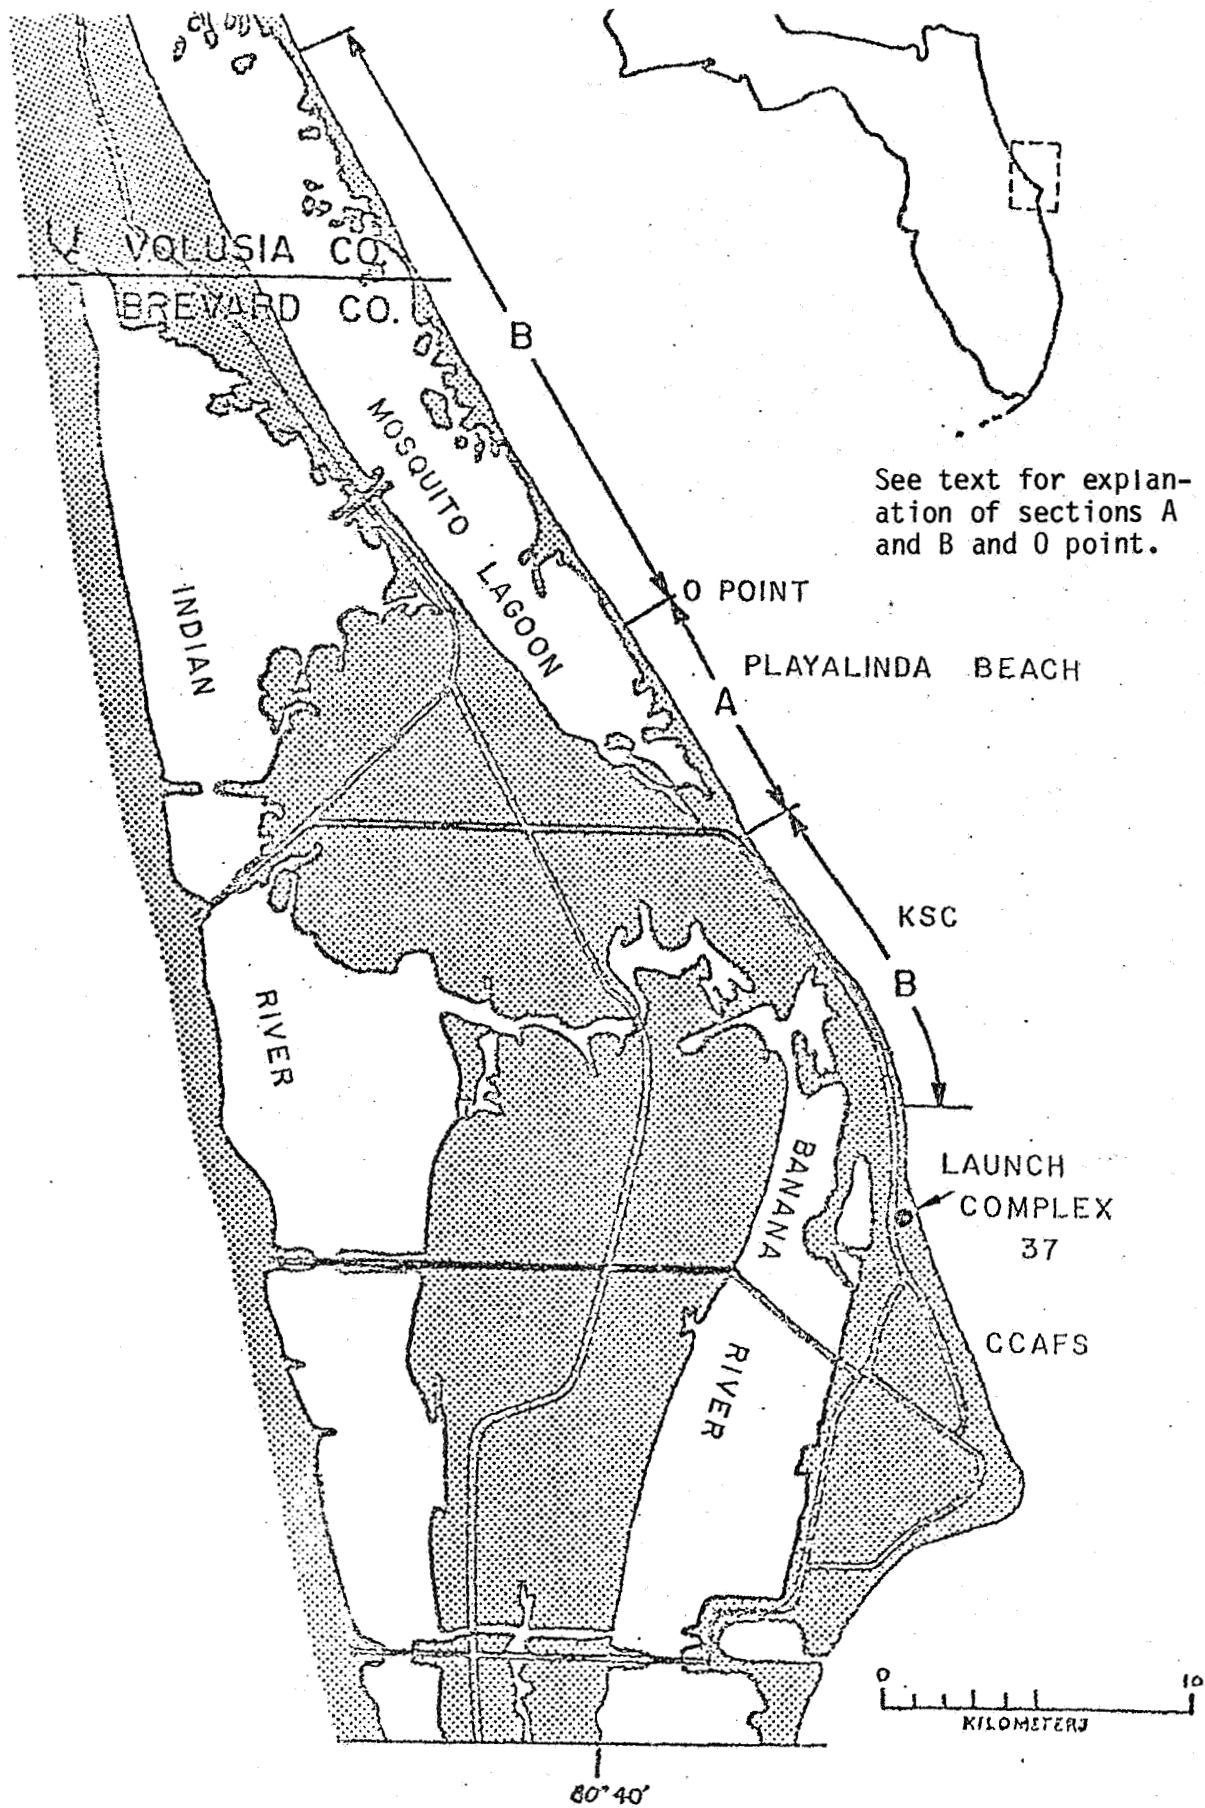 VOLUSIA CO.
BREVARD CO.
B
MOSQUITO LAGOON
See text for explan-
ation of sections A
and B and O point.
O POINT
INDIAN
PLAYALINDA BEACH
A
KSC
B
RIVER
BANANA
LAUNCH
COMPLEX
37
CCAFS
RIVER
0 10
KILOMETERS
80°40'